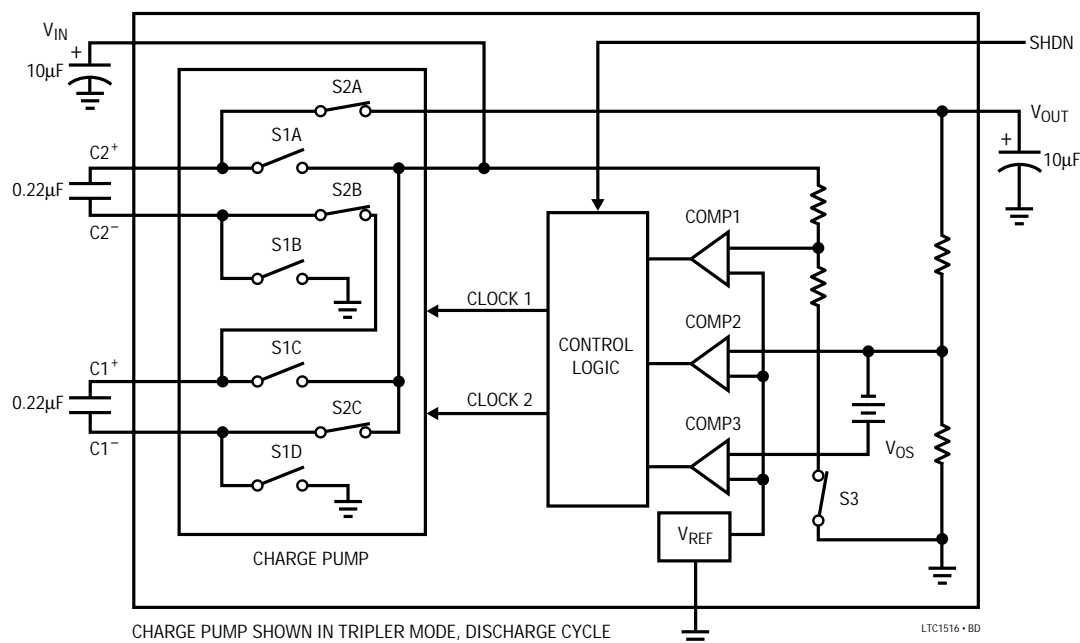 V_IN
SHDN
+
10µF
S2A
V_OUT
S1A
+
10µF
C2⁺
0.22µF
S2B
COMP1
C2⁻
S1B
CLOCK 1
COMP2
CONTROL
LOGIC
C1⁺
S1C
0.22µF
CLOCK 2
S2C
COMP3
C1⁻
V_OS
S1D
S3
V_REF
CHARGE PUMP
CHARGE PUMP SHOWN IN TRIPLER MODE, DISCHARGE CYCLE
LTC1516 • BD